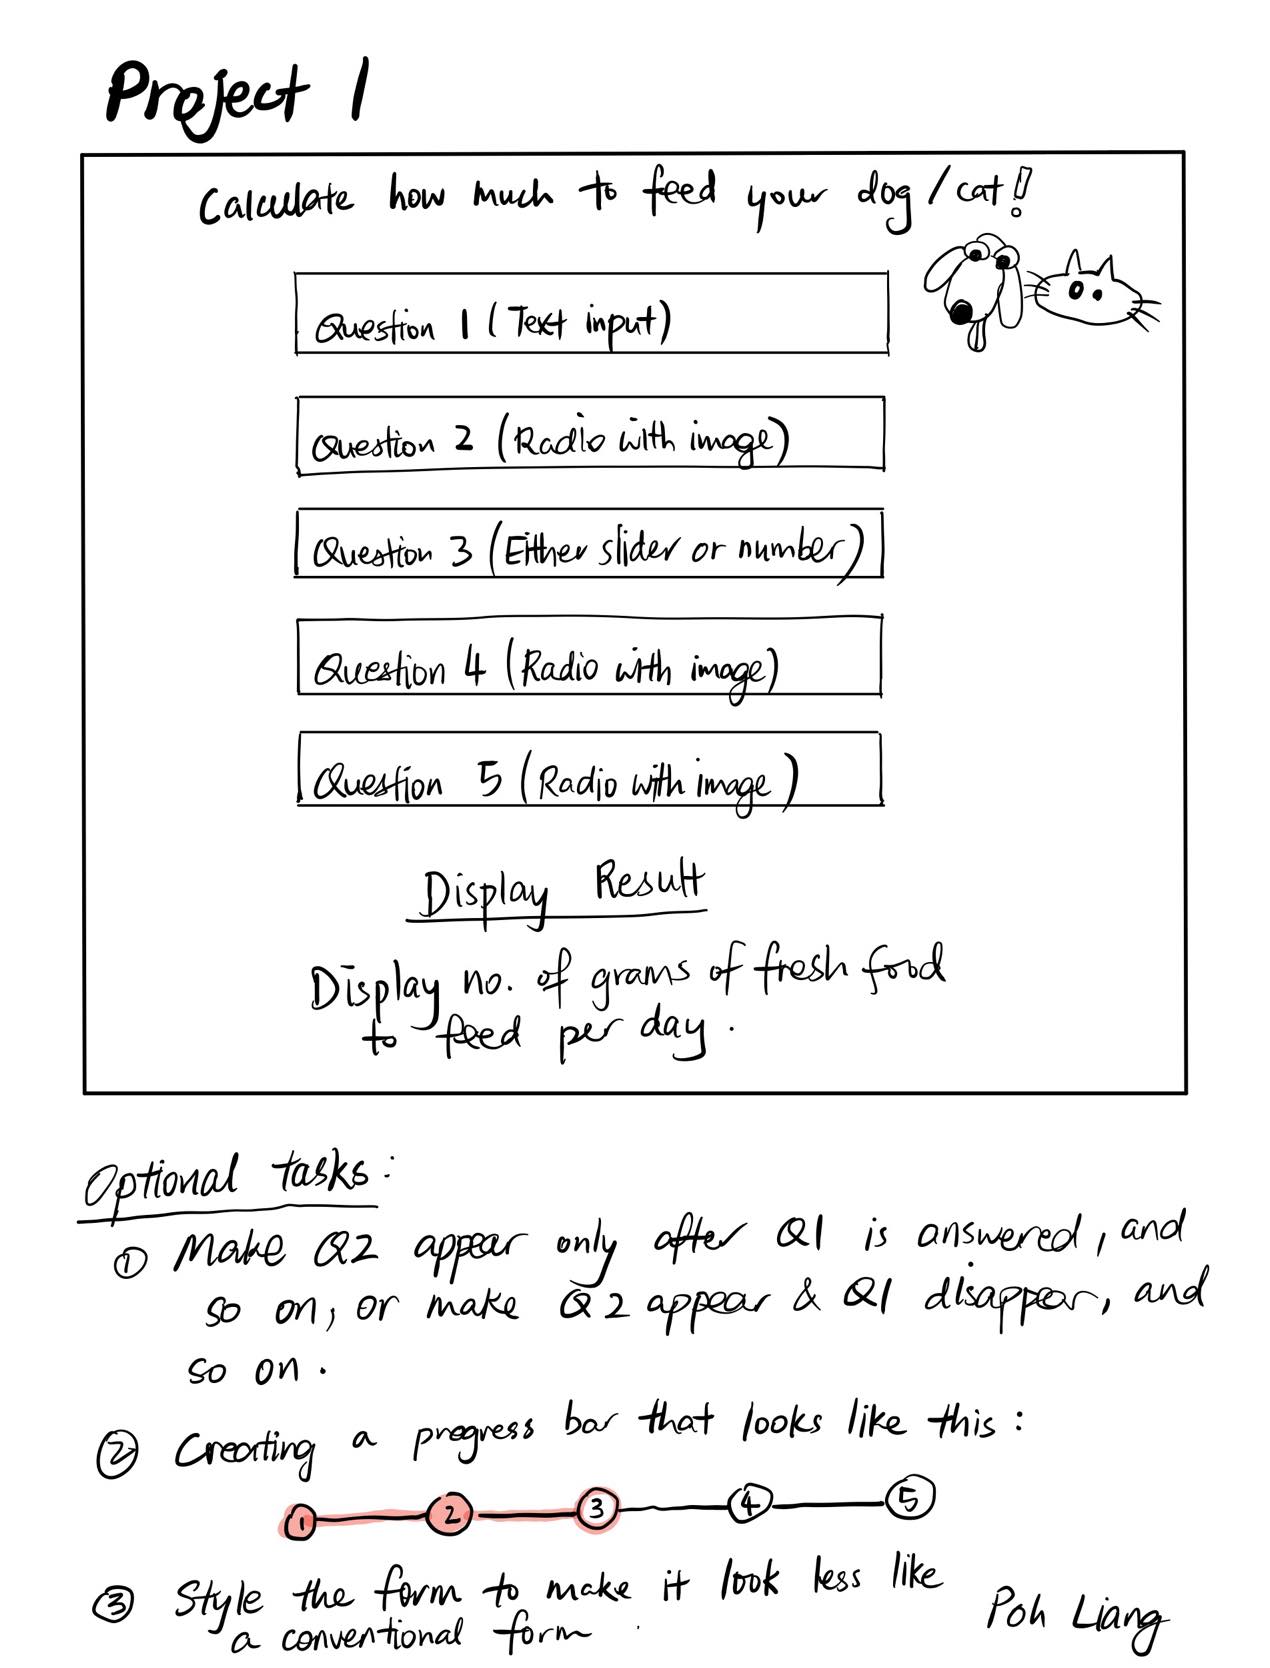 Project 1
Calculate how much to feed your dog/cat!
Question 1 (Text input)
Question 2 (Radio with image)
Question 3 (Either slider or number)
Question 4 (Radio with image)
Question 5 (Radio with image)
Display Result
Display no. of grams of fresh food
to feed per day.
Optional tasks:
① Make Q2 appear only after Q1 is answered, and
so on, or make Q2 appear & Q1 disappear, and
so on.
② Creating a progress bar that looks like this:
1 2 3 4 5
③ Style the form to make it look less like
a conventional form.
Poh Liang